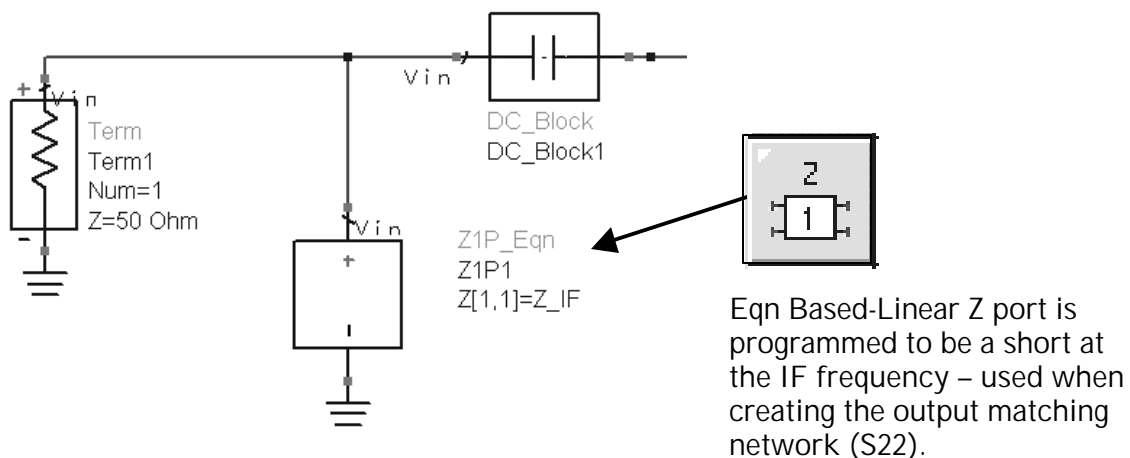 Vin
DC_Block
DC_Block1
+
Vin
Term
Term1
Num=1
Z=50 Ohm
-
Vin
+
-
Z1P_Eqn
Z1P1
Z[1,1]=Z_IF
Z
1
Eqn Based-Linear Z port is
programmed to be a short at
the IF frequency – used when
creating the output matching
network (S22).